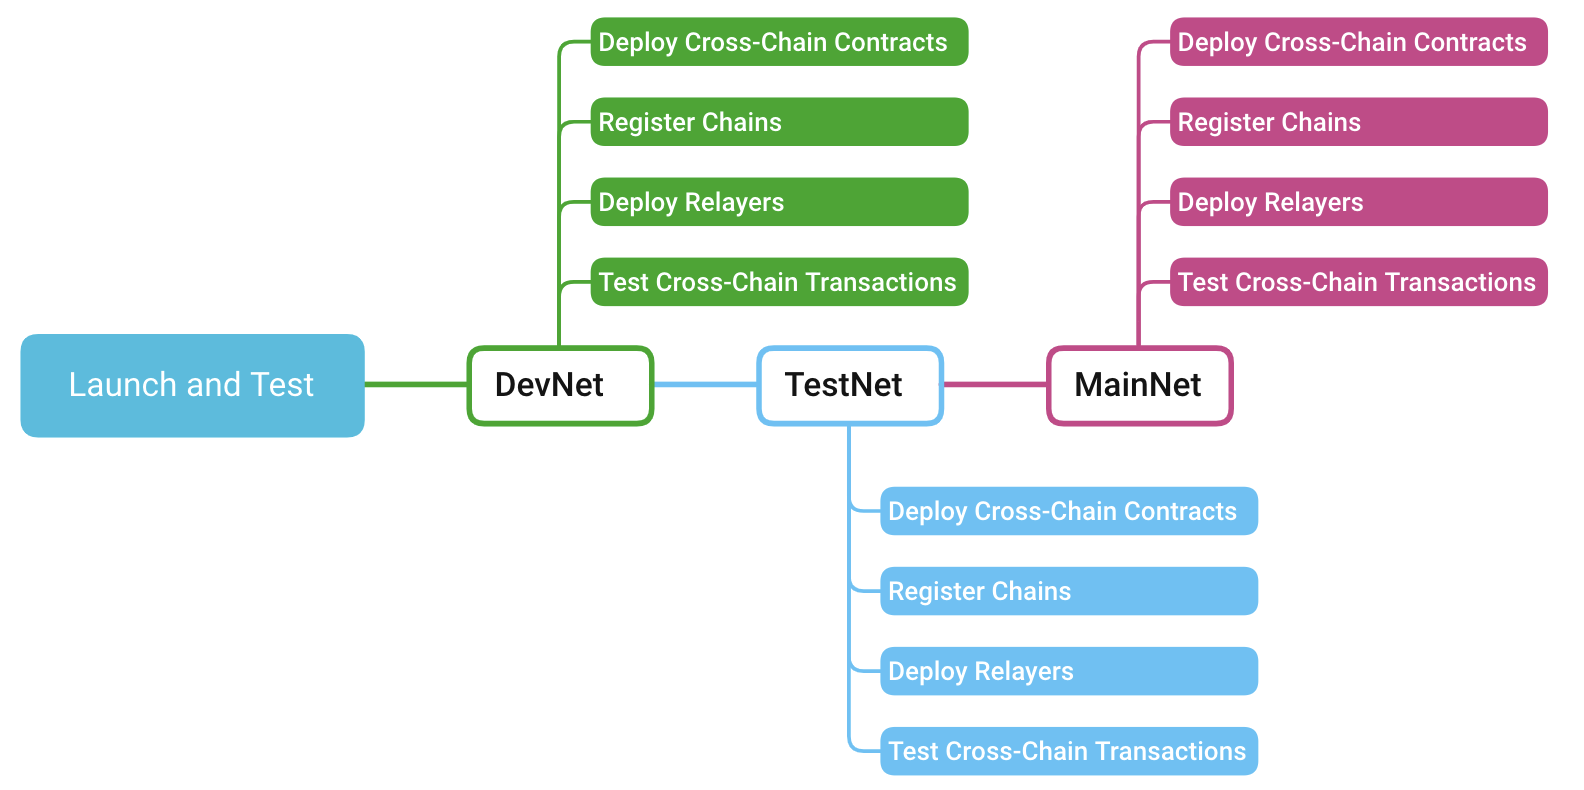 Launch and Test
DevNet
Deploy Cross-Chain Contracts
Register Chains
Deploy Relayers
Test Cross-Chain Transactions
TestNet
Deploy Cross-Chain Contracts
Register Chains
Deploy Relayers
Test Cross-Chain Transactions
MainNet
Deploy Cross-Chain Contracts
Register Chains
Deploy Relayers
Test Cross-Chain Transactions